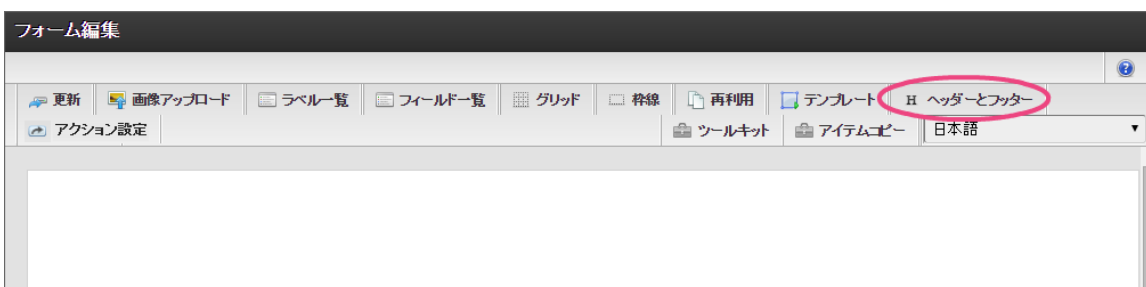 フォーム編集
更新 画像アップロード ラベル一覧 フィールド一覧 グリッド 枠線 再利用 テンプレート H ヘッダーとフッター
アクション設定 ツールキット アイテムコピー 日本語